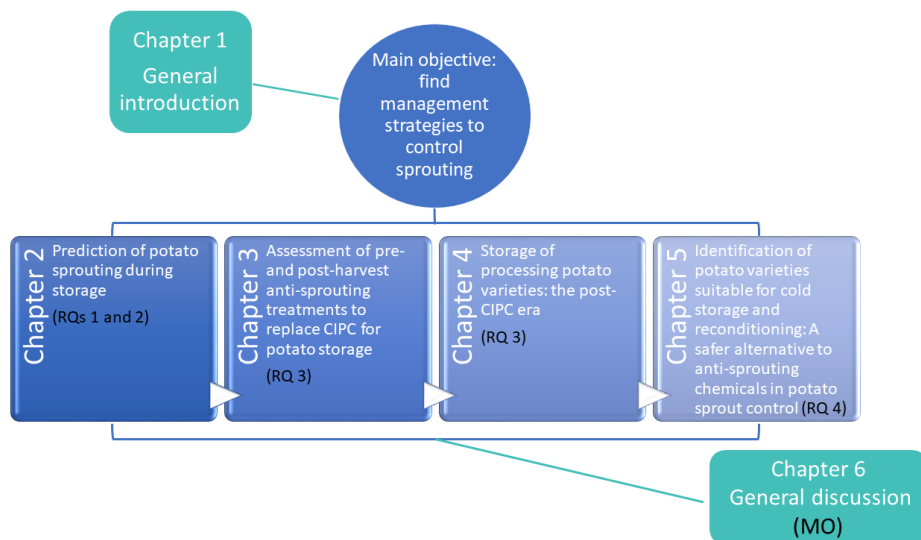 Chapter 1
General
introduction
Main objective:
find
management
strategies to
control
sprouting
Chapter 2
Prediction of potato
sprouting during
storage
(RQs 1 and 2)
Chapter 3
Assessment of pre-
and post-harvest
anti-sprouting
treatments to
replace CIPC for
potato storage
(RQ 3)
Chapter 4
Storage of
processing potato
varieties: the post-
CIPC era
(RQ 3)
Chapter 5
Identification of
potato varieties
suitable for cold
storage and
reconditioning: A
safer alternative to
anti-sprouting
chemicals in potato
sprout control (RQ 4)
Chapter 6
General discussion
(MO)